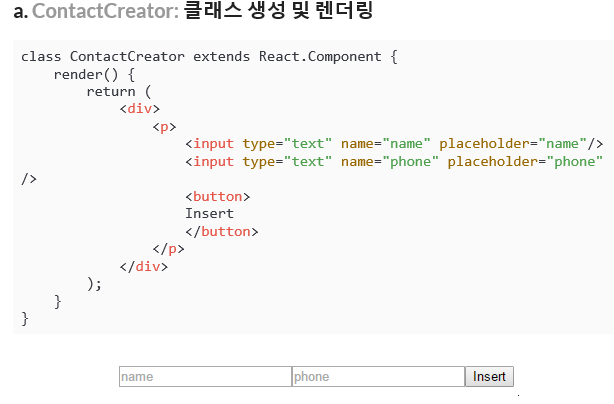 a. ContactCreator: 클래스 생성 및 렌더링
class ContactCreator extends React.Component {
    render() {
        return (
            <div>
                <p>
                    <input type="text" name="name" placeholder="name"/>
                    <input type="text" name="phone" placeholder="phone"
/>
                    <button>
                    Insert
                    </button>
                </p>
            </div>
        );
    }
}
name phone Insert